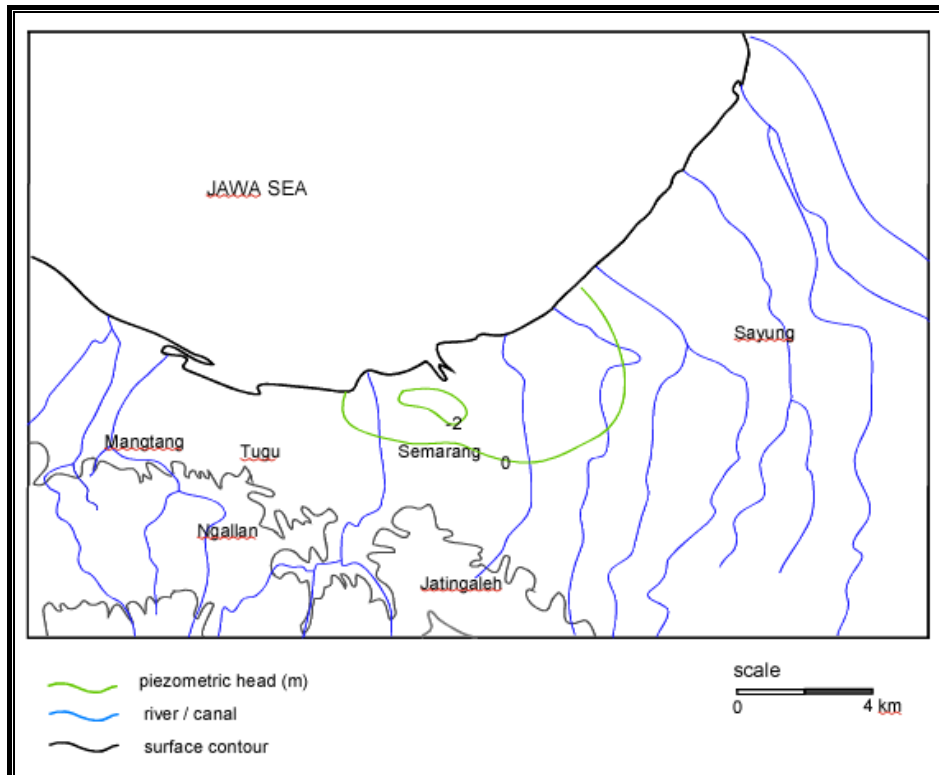 JAWA SEA
Sayung
-2
Mangtang
Tugu
Semarang
0
Ngallan
Jatingaleh
piezometric head (m)
river / canal
surface contour
scale
0
4 km